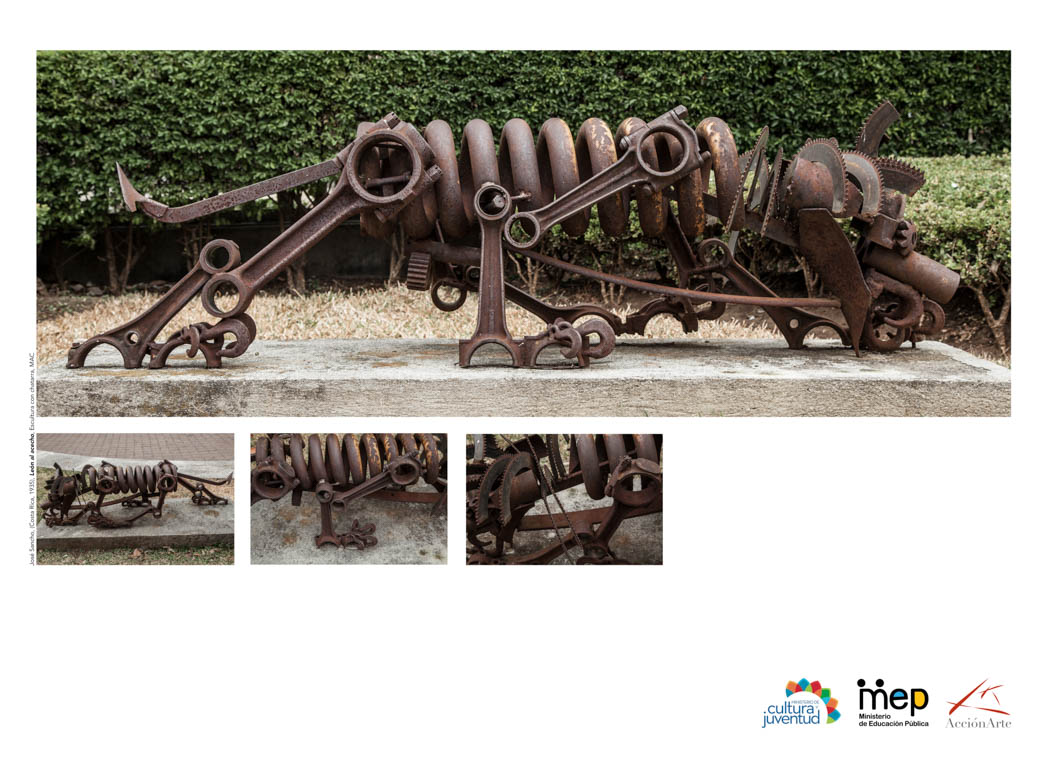 José Sancho, (Costa Rica, 1935), León al acecho, Escultura con chatarra, MAC.
MINISTERIO DE
cultura y
juventud
mep
Ministerio
de Educación Pública
AcciónArte